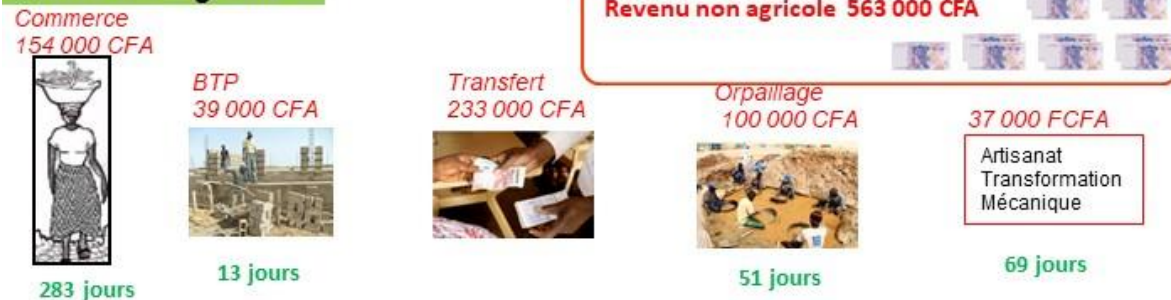 Revenu non agricole 563 000 CFA
Commerce
154 000 CFA
283 jours
BTP
39 000 CFA
13 jours
Transfert
233 000 CFA
Orpaillage
100 000 CFA
51 jours
37 000 FCFA
Artisanat
Transformation
Mécanique
69 jours